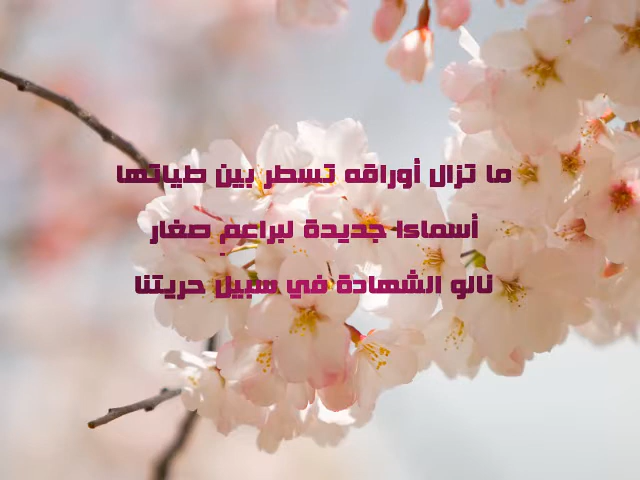 ما تزال أوراقه تسطر بين طياتها
أسماءا جديدة لبراعم صغار
نالو الشهادة في سبيل حريتنا